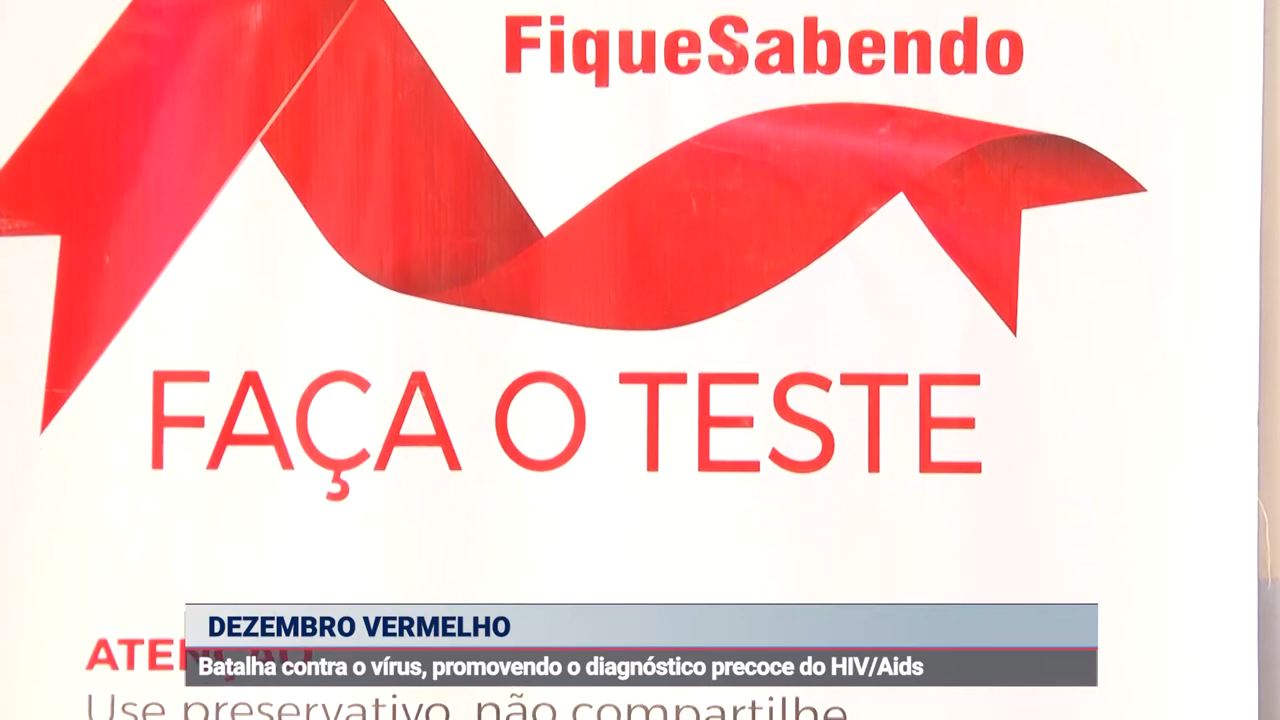 FiqueSabendo
FAÇA O TESTE
DEZEMBRO VERMELHO
Batalha contra o vírus, promovendo o diagnóstico precoce do HIV/Aids
Use preservativo, não compartilhe